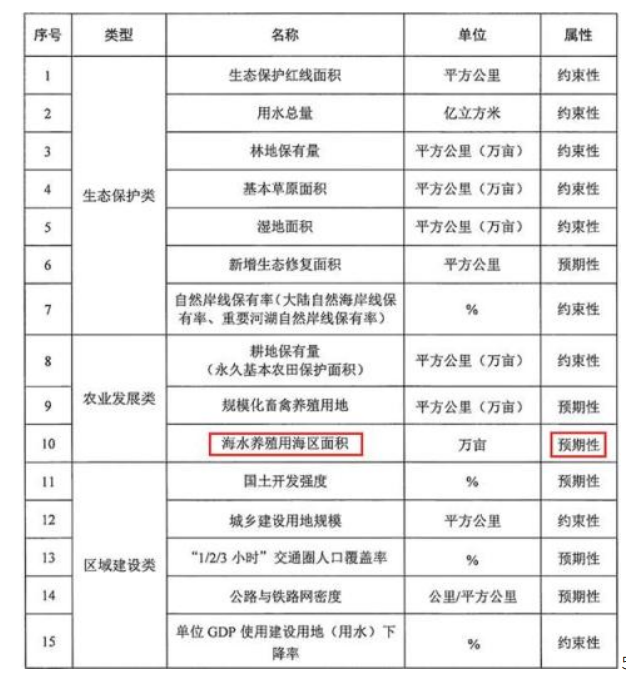 序号 类型 名称 单位 属性
1 生态保护红线面积 平方公里 约束性
2 用水总量 亿立方米 约束性
3 林地保有量 平方公里（万亩） 约束性
4 生态保护类 基本草原面积 平方公里（万亩） 约束性
5 湿地面积 平方公里（万亩） 约束性
6 新增生态修复面积 平方公里 预期性
7 自然岸线保有率（大陆自然海岸线保
有率、重要河湖自然岸线保有率） % 约束性
8 耕地保有量
（永久基本农田保护面积） 平方公里（万亩） 约束性
9 农业发展类 规模化畜禽养殖用地 平方公里（万亩） 预期性
10 海水养殖用海区面积 万亩 预期性
11 国土开发强度 % 预期性
12 城乡建设用地规模 平方公里 约束性
13 区域建设类 “1/2/3 小时”交通圈人口覆盖率 % 预期性
14 公路与铁路网密度 公里/平方公里 预期性
15 单位 GDP 使用建设用地（用水）下
降率 % 约束性